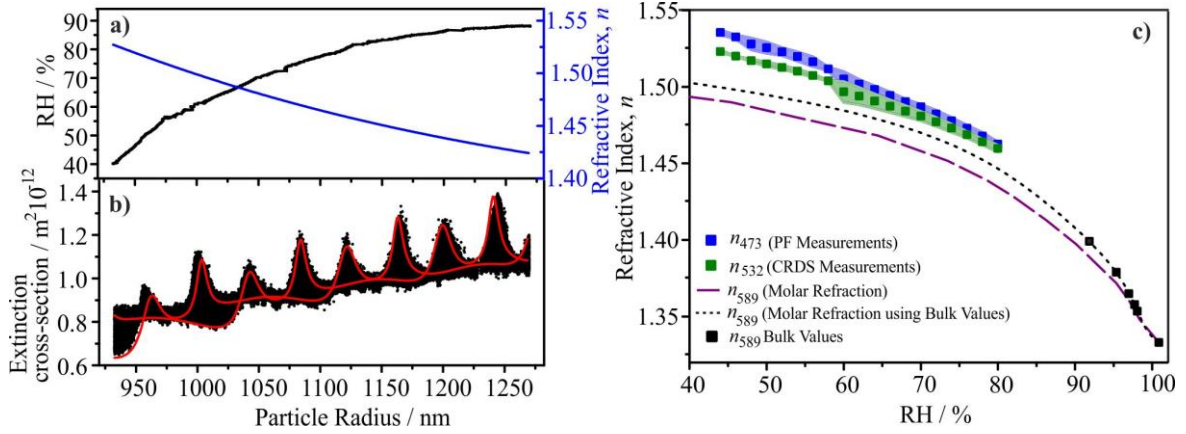 a)
90
80
70
60
50
40
RH / %
1.55
1.50
1.45
1.40
Refractive Index, n
b)
1.4
1.2
1.0
0.8
0.6
Extinction
cross-section / m²10¹²
950 1000 1050 1100 1150 1200 1250
Particle Radius / nm
c)
1.55
1.50
1.45
1.40
1.35
Refractive Index, n
n473 (PF Measurements)
n532 (CRDS Measurements)
n589 (Molar Refraction)
n589 (Molar Refraction using Bulk Values)
n589 Bulk Values
40 50 60 70 80 90 100
RH / %